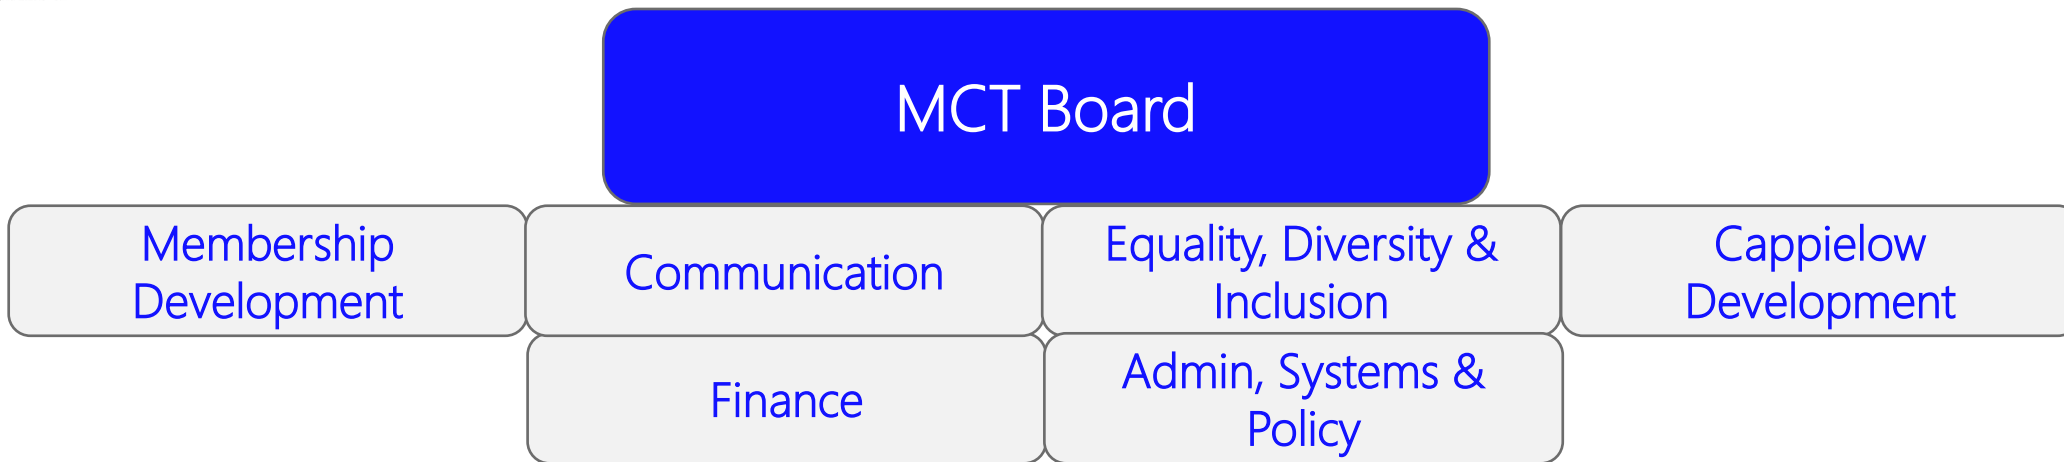 MCT Board
Membership
Development
Communication
Equality, Diversity &
Inclusion
Cappielow
Development
Finance
Admin, Systems &
Policy